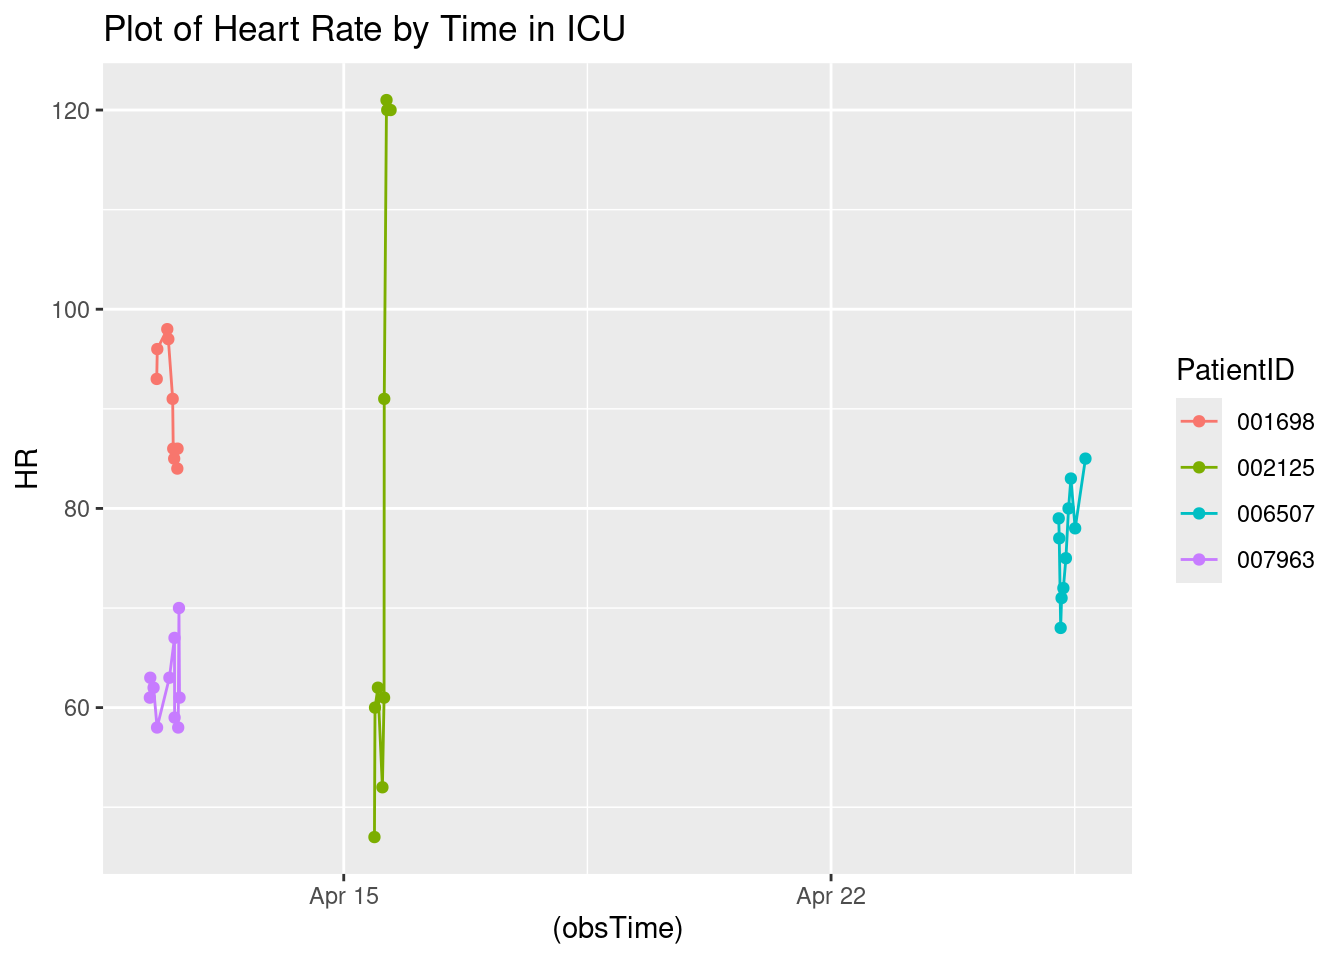 Plot of Heart Rate by Time in ICU
120
100
80
60
HR
Apr 15
Apr 22
(obsTime)
PatientID
001698
002125
006507
007963